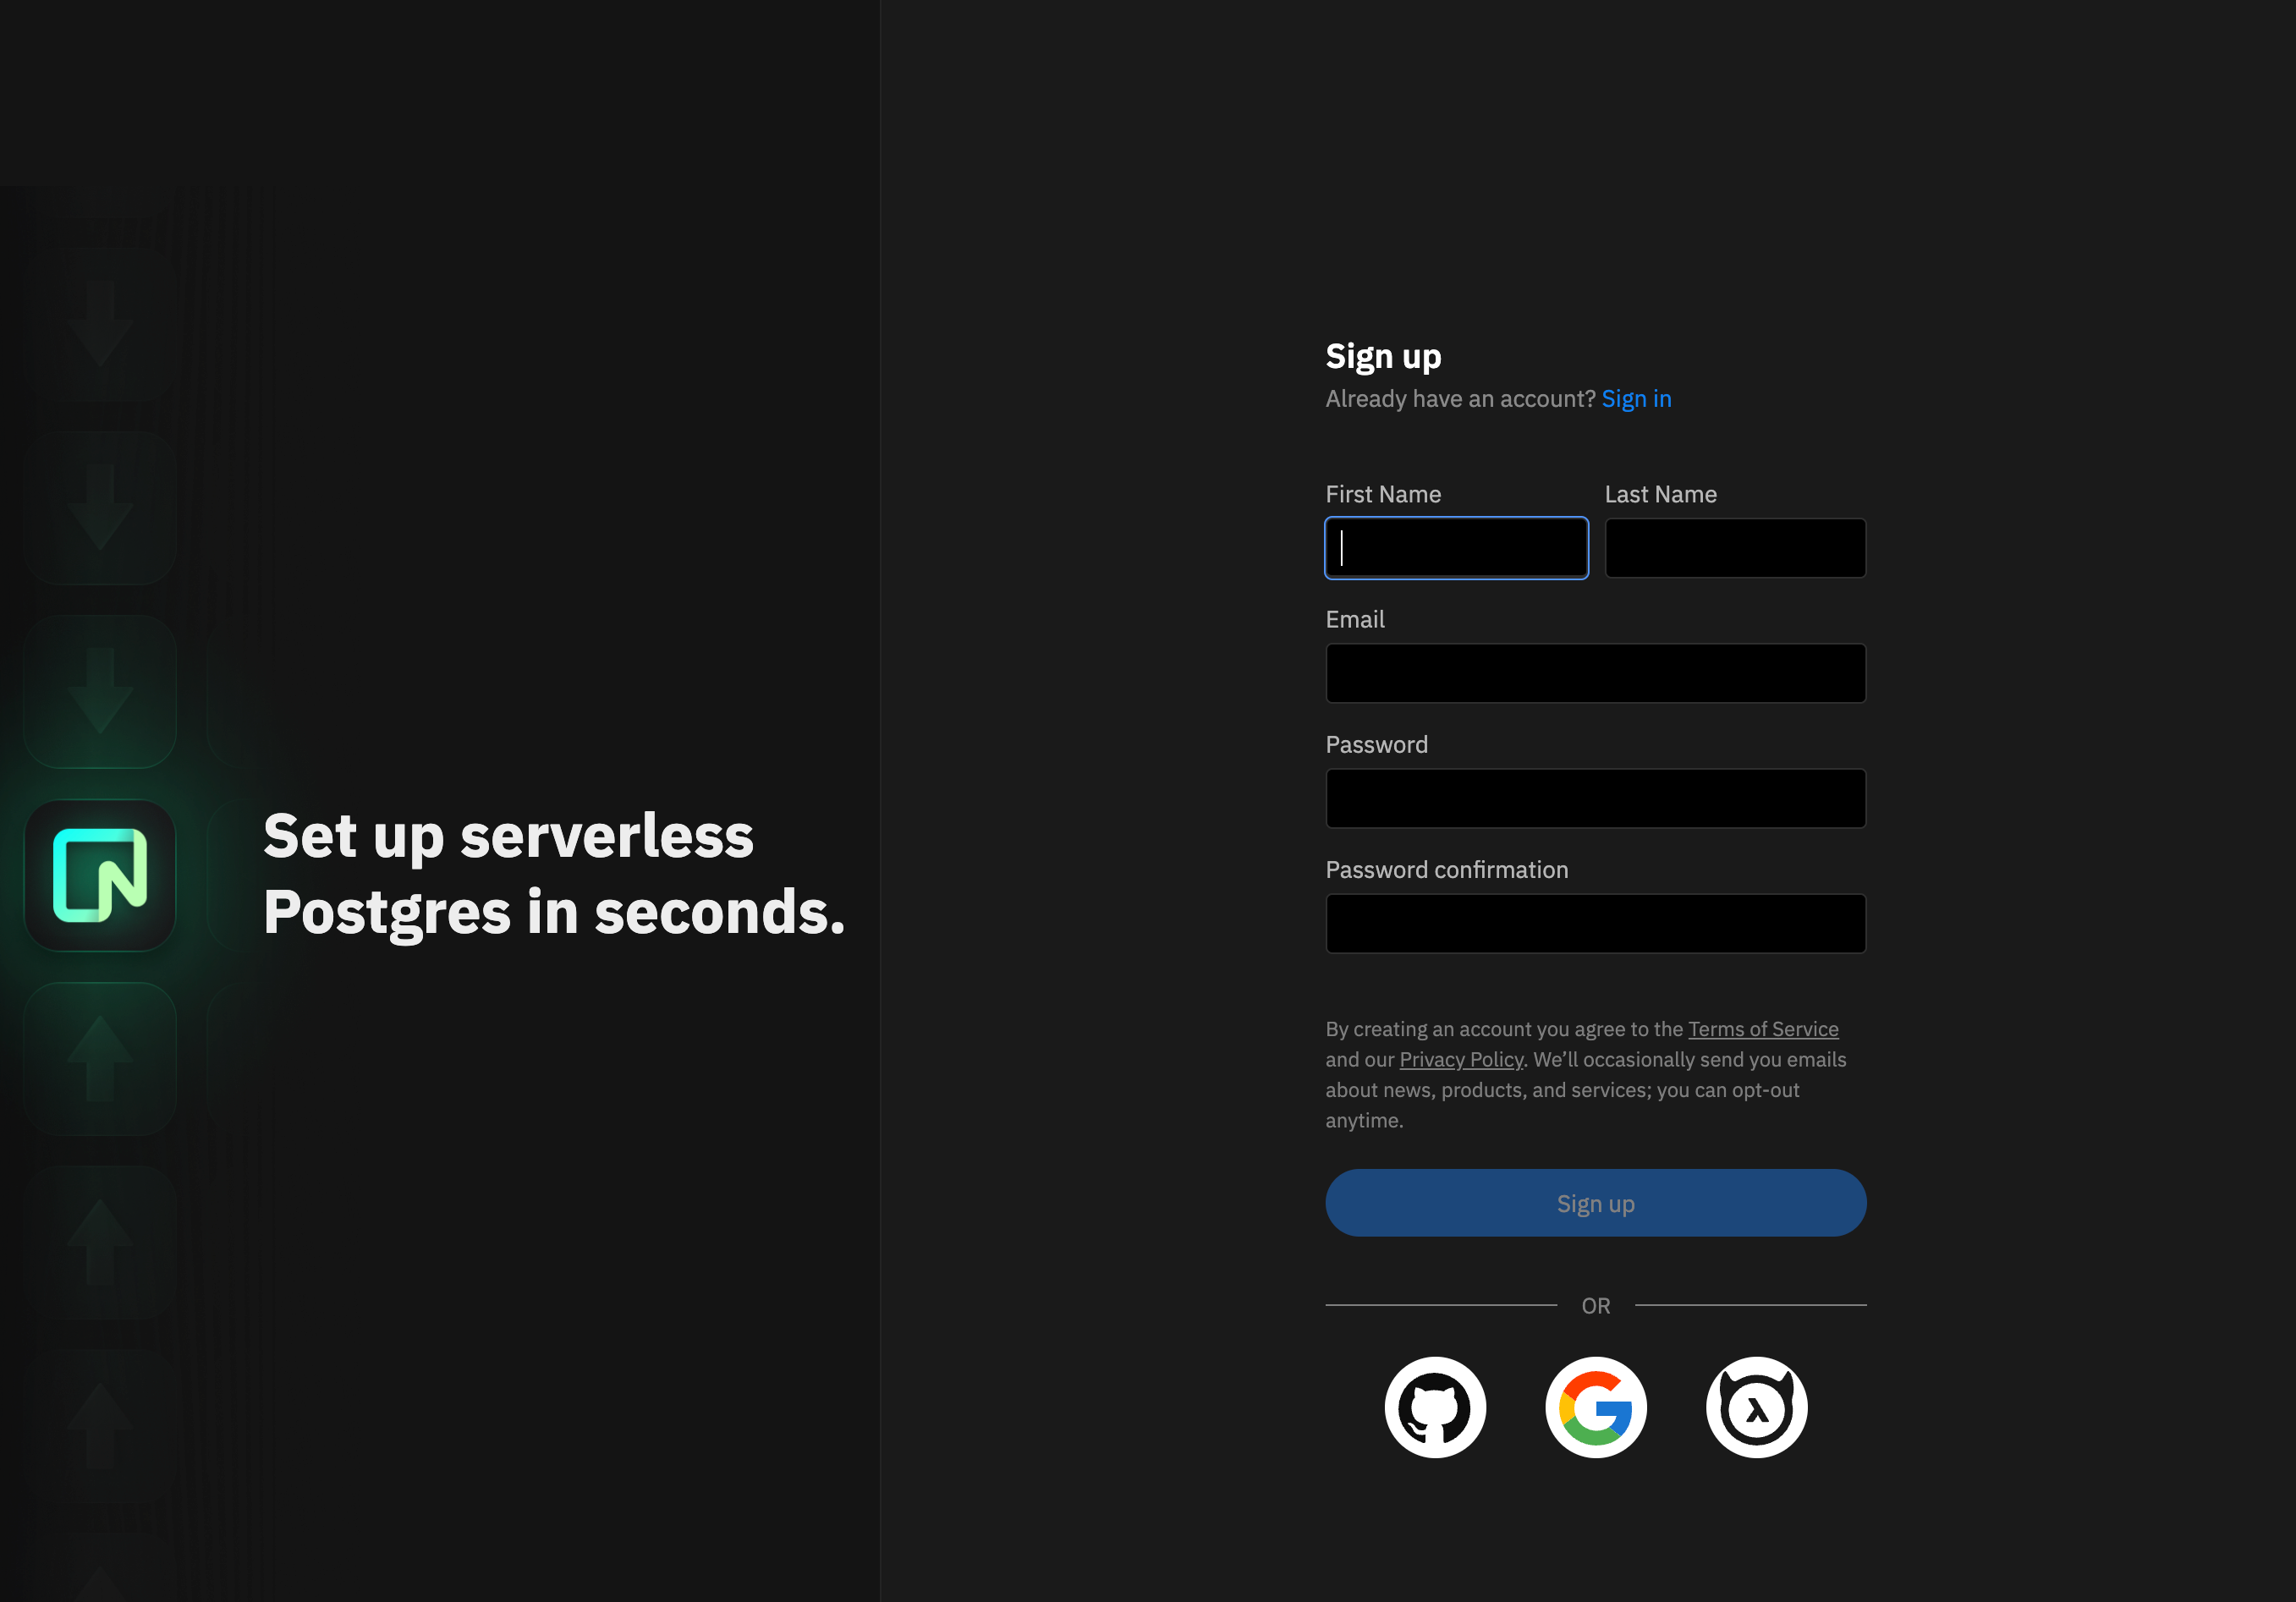 Set up serverless
Postgres in seconds.
Sign up
Already have an account? Sign in
First Name
Last Name
Email
Password
Password confirmation
By creating an account you agree to the Terms of Service
and our Privacy Policy. We’ll occasionally send you emails
about news, products, and services; you can opt-out
anytime.
Sign up
OR